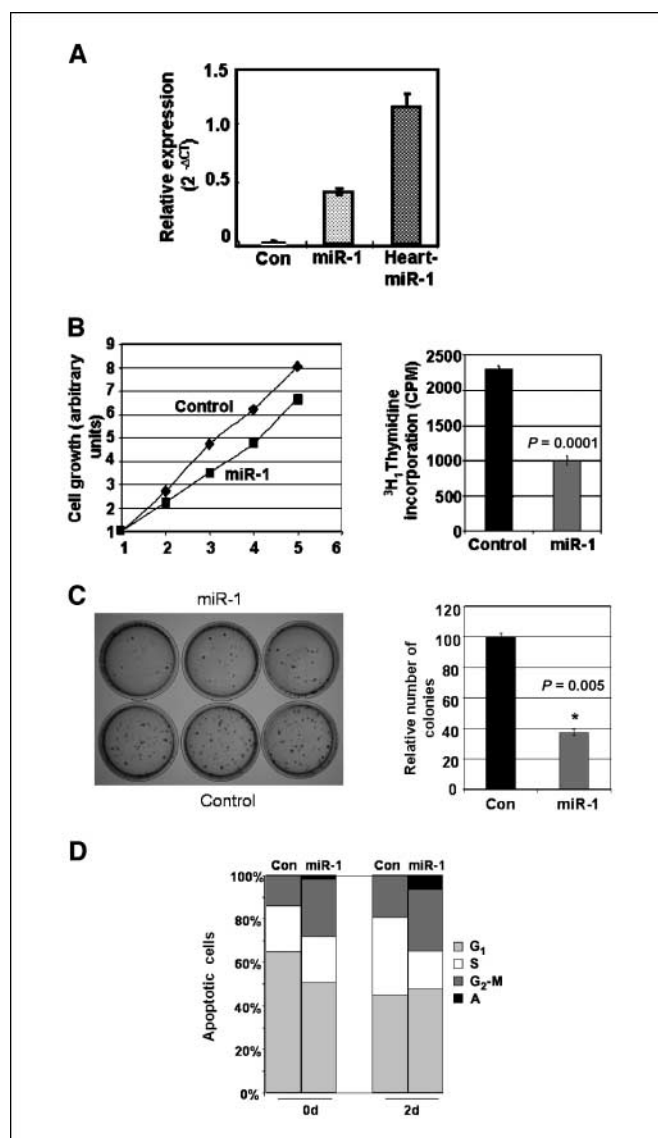 A
Relative expression
(2 -ΔCT)
1.5
1.0
0.5
0
Con
miR-1
Heart-
miR-1
B
Cell growth (arbitrary
units)
9
8
7
6
5
4
3
2
1
Control
miR-1
1 2 3 4 5 6
³H₁Thymidine
incorporation (CPM)
2500
2000
1500
1000
500
0
P = 0.0001
Control
miR-1
C
miR-1
Control
Relative number of
colonies
120
100
80
60
40
20
0
P = 0.005
*
Con
miR-1
D
Con miR-1
Con miR-1
Apoptotic cells
100%
80%
60%
40%
20%
0%
0d
2d
G₁
S
G₂-M
A